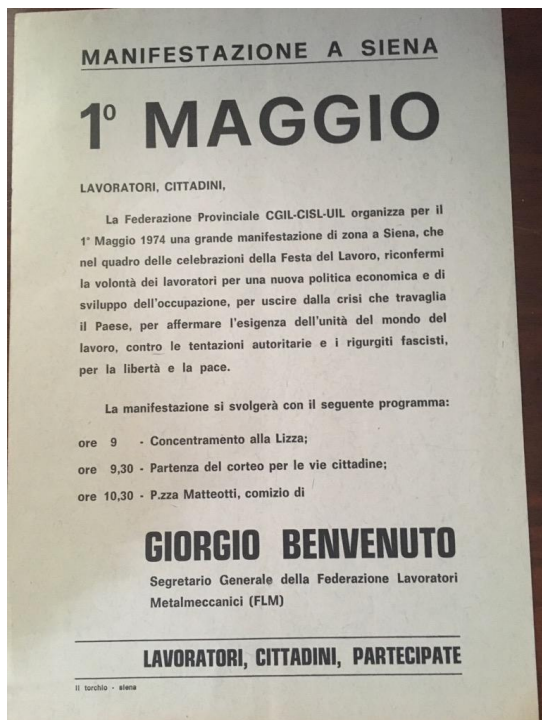 MANIFESTAZIONE A SIENA
1º MAGGIO
LAVORATORI, CITTADINI,
La Federazione Provinciale CGIL-CISL-UIL organizza per il
1º Maggio 1974 una grande manifestazione di zona a Siena, che
nel quadro delle celebrazioni della Festa del Lavoro, riconfermi
la volontà dei lavoratori per una nuova politica economica e di
sviluppo dell'occupazione, per uscire dalla crisi che travaglia
il Paese, per affermare l'esigenza dell'unità del mondo del
lavoro, contro le tentazioni autoritarie e i rigurgiti fascisti,
per la libertà e la pace.
La manifestazione si svolgerà con il seguente programma:
ore 9 - Concentramento alla Lizza;
ore 9,30 - Partenza del corteo per le vie cittadine;
ore 10,30 - P.zza Matteotti, comizio di
GIORGIO BENVENUTO
Segretario Generale della Federazione Lavoratori
Metalmeccanici (FLM)
LAVORATORI, CITTADINI, PARTECIPATE
Il torchio - siena